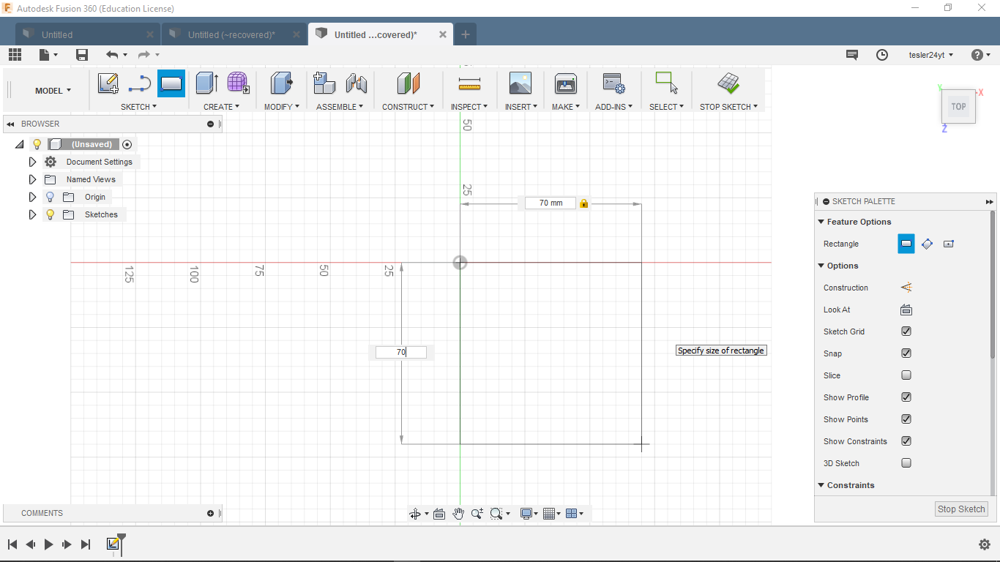 Autodesk Fusion 360 (Education License)
Untitled
Untitled (~recovered)*
Untitled ...covered)*
tesler24yt
MODEL
SKETCH
CREATE
MODIFY
ASSEMBLE
CONSTRUCT
INSPECT
INSERT
MAKE
ADD-INS
SELECT
STOP SKETCH
Y
X
TOP
Z
BROWSER
(Unsaved)
Document Settings
Named Views
Origin
Sketches
50
25
70 mm
125
100
75
50
25
70
Specify size of rectangle
SKETCH PALETTE
Feature Options
Rectangle
Options
Construction
Look At
Sketch Grid
Snap
Slice
Show Profile
Show Points
Show Constraints
3D Sketch
Constraints
Stop Sketch
COMMENTS